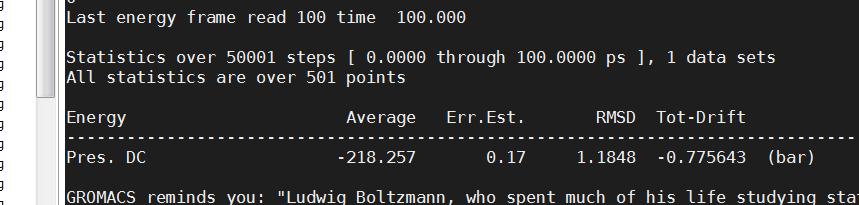 Last energy frame read 100 time  100.000
Statistics over 50001 steps [ 0.0000 through 100.0000 ps ], 1 data sets
All statistics are over 501 points
Energy                      Average   Err.Est.       RMSD  Tot-Drift
-------------------------------------------------------------------------------
Pres. DC                   -218.257       0.17     1.1848  -0.775643  (bar)
GROMACS reminds you: "Ludwig Boltzmann, who spent much of his life studying